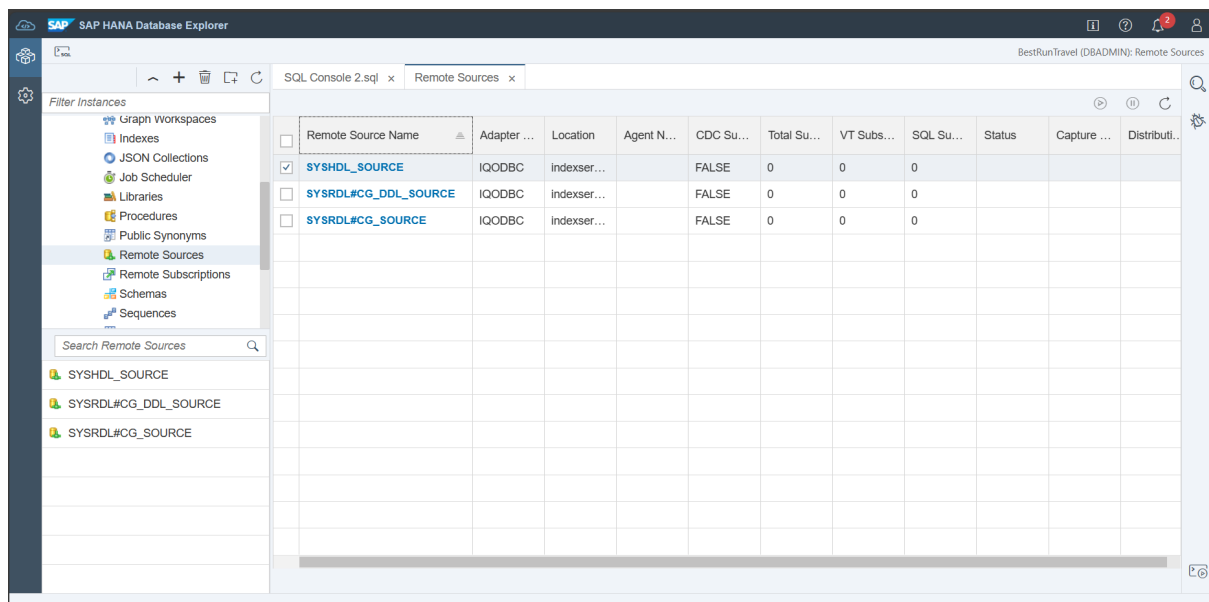 SAP SAP HANA Database Explorer
2
SQL
BestRunTravel (DBADMIN): Remote Sources
SQL Console 2.sql x
Remote Sources x
Filter Instances
Graph Workspaces
Indexes
JSON Collections
Job Scheduler
Libraries
Procedures
Public Synonyms
Remote Sources
Remote Subscriptions
Schemas
Sequences
Search Remote Sources
SYSHDL_SOURCE
SYSRDL#CG_DDL_SOURCE
SYSRDL#CG_SOURCE
Remote Source Name Adapter ... Location Agent N... CDC Su... Total Su... VT Subs... SQL Su... Status Capture ... Distributi...
SYSHDL_SOURCE IQODBC indexser... FALSE 0 0 0
SYSRDL#CG_DDL_SOURCE IQODBC indexser... FALSE 0 0 0
SYSRDL#CG_SOURCE IQODBC indexser... FALSE 0 0 0